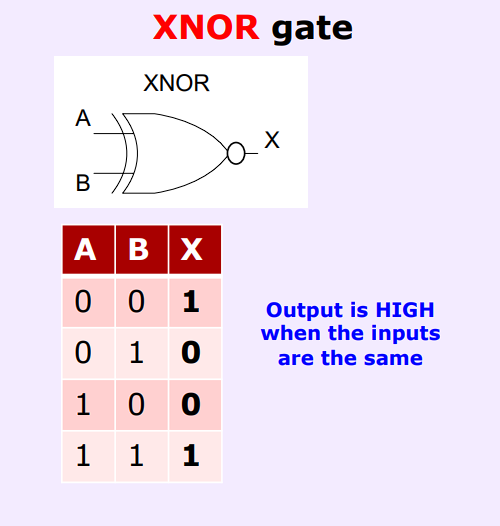 XNOR gate
XNOR
A
X
B
A B X
0 0 1
0 1 0
1 0 0
1 1 1
Output is HIGH
when the inputs
are the same